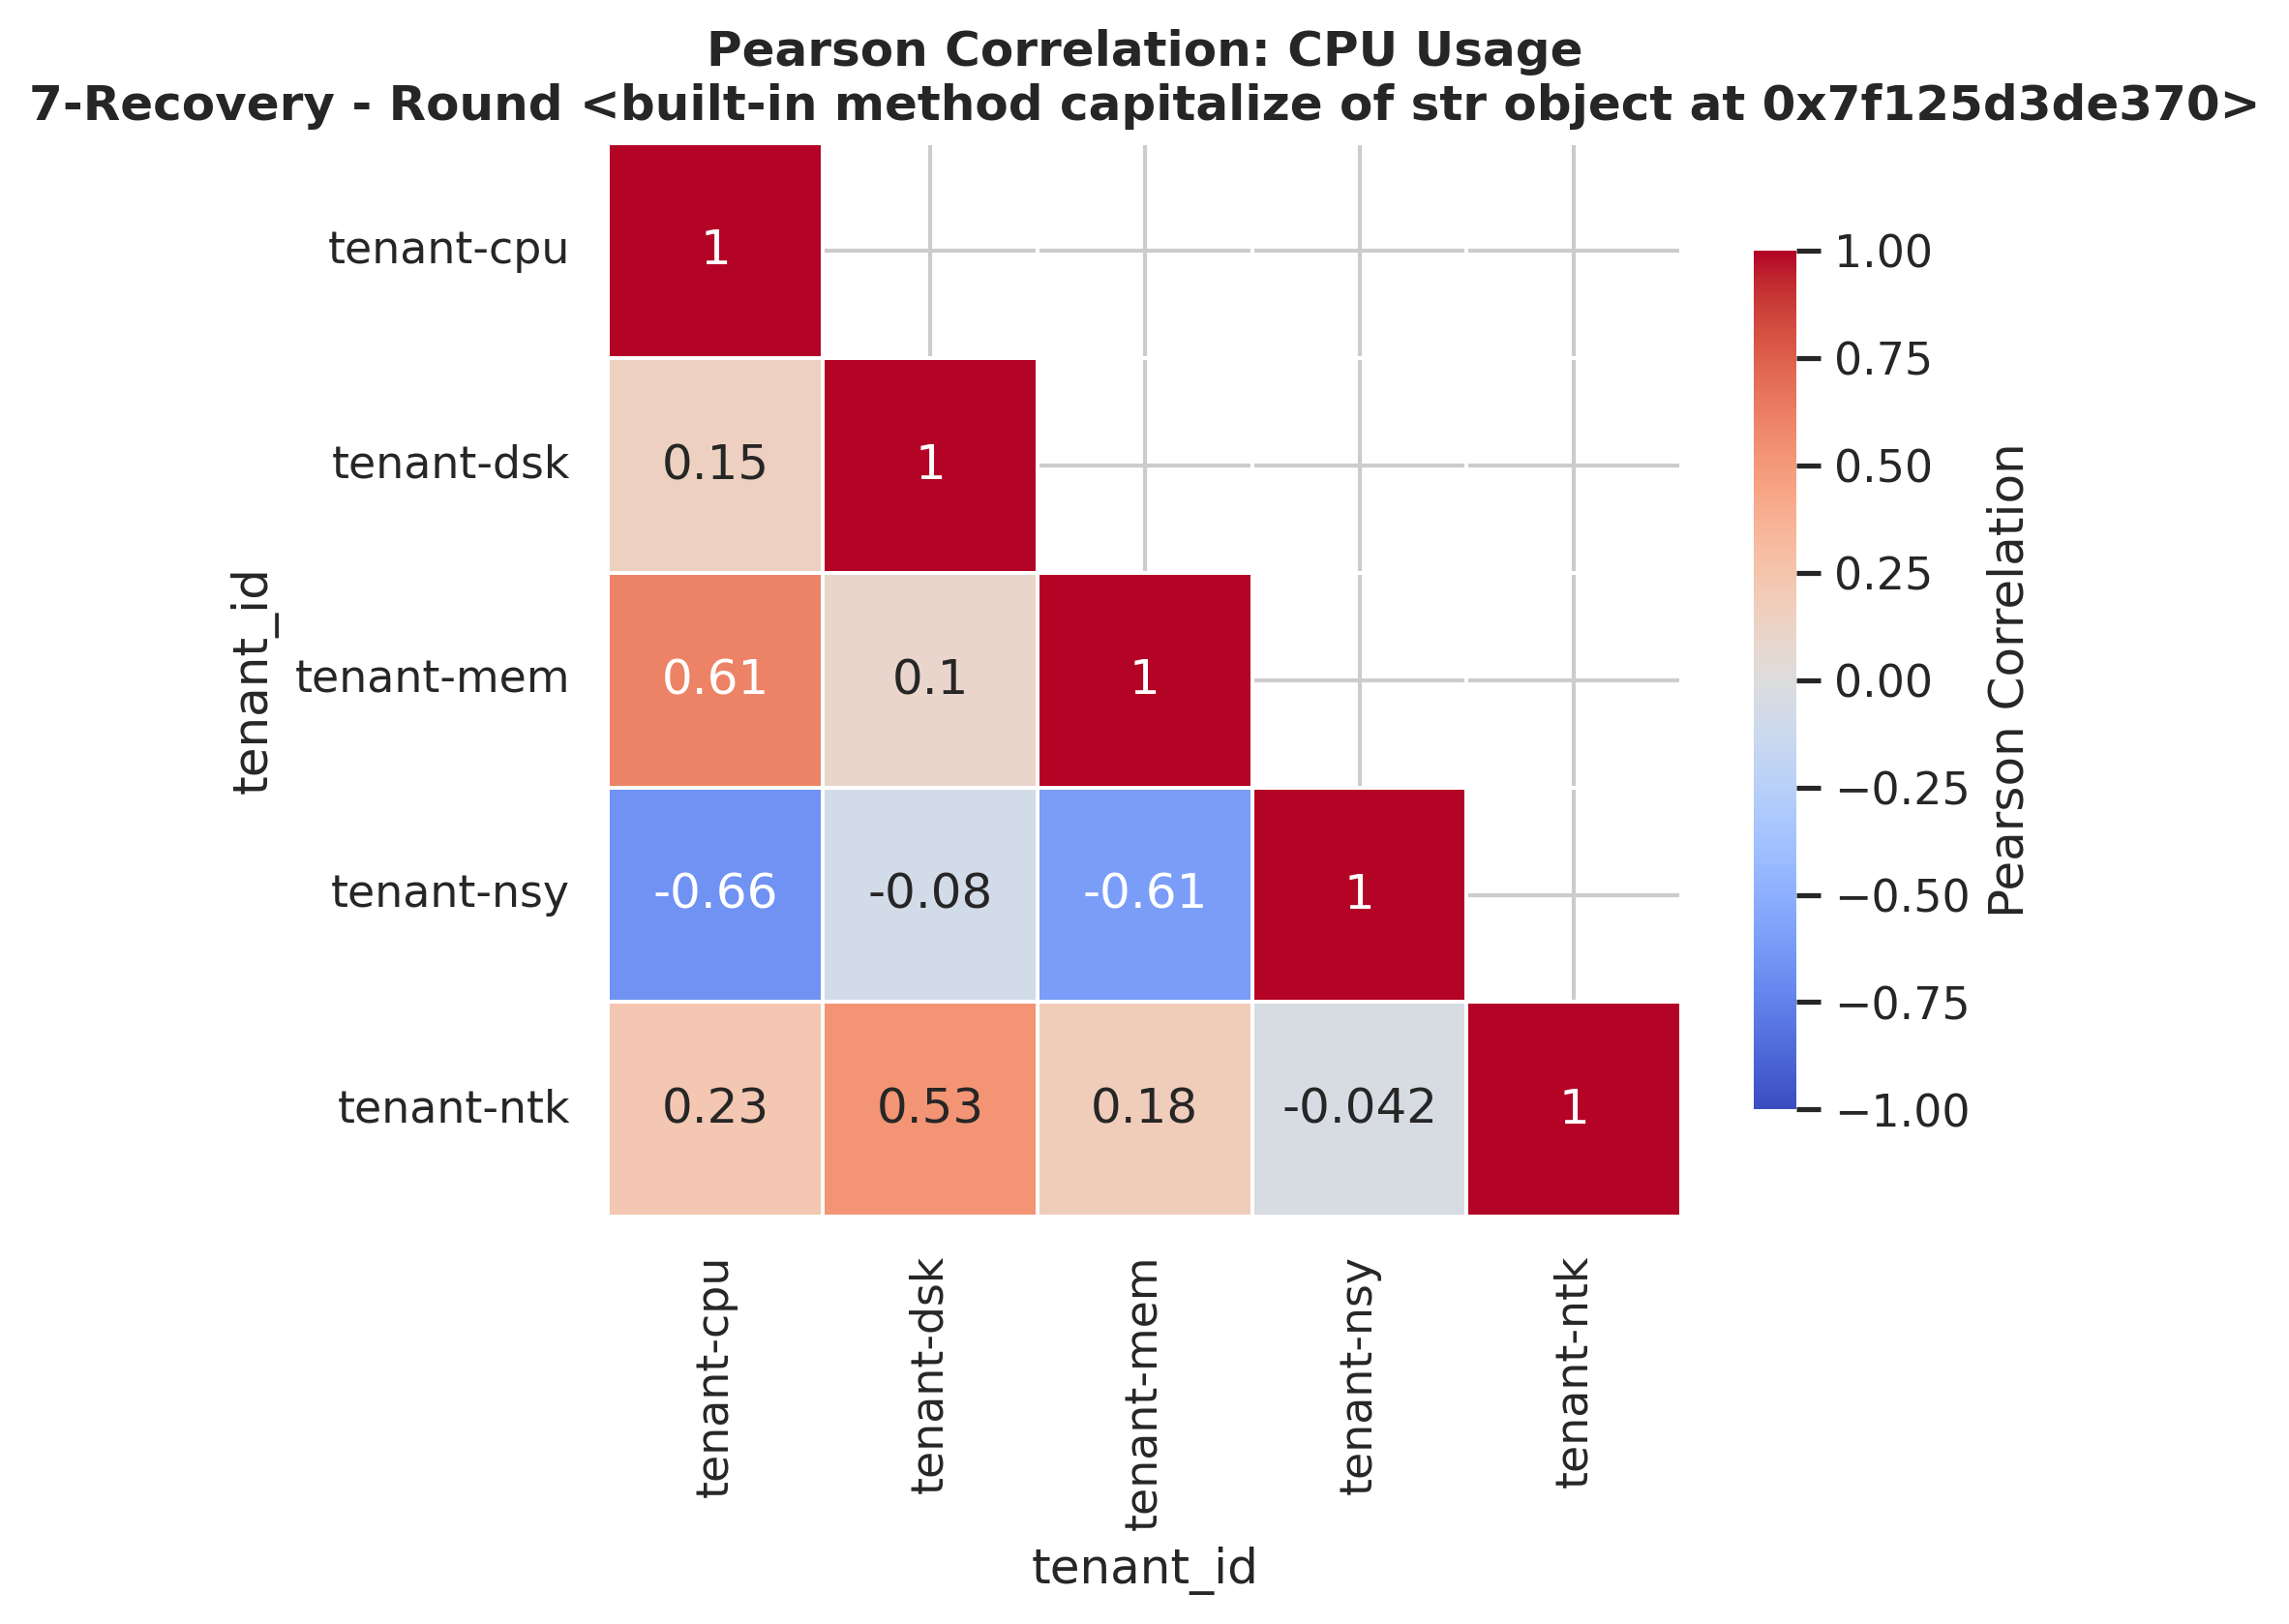 Pearson Correlation: CPU Usage
7-Recovery - Round <built-in method capitalize of str object at 0x7f125d3de370>
tenant_id
tenant-cpu
1
tenant-dsk
0.15 1
tenant-mem
0.61 0.1 1
tenant-nsy
-0.66 -0.08 -0.61 1
tenant-ntk
0.23 0.53 0.18 -0.042 1
tenant-cpu
tenant-dsk
tenant-mem
tenant-nsy
tenant-ntk
tenant_id
1.00
0.75
0.50
0.25
0.00
−0.25
−0.50
−0.75
−1.00
Pearson Correlation